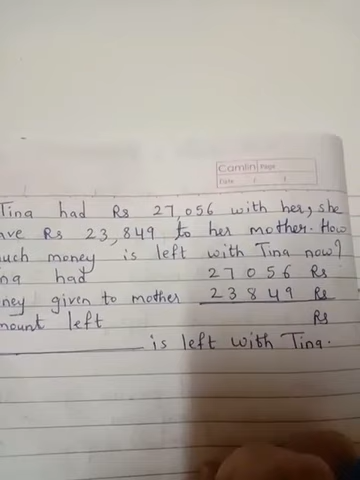 Camlin Page
Date / /
Tina had Rs 27,056 with her, she
ave Rs 23,849 to her mother. How
uch money is left with Tina now?
na had 27056 Rs
ney given to mother 23849 Rs
mount left Rs
is left with Tina.